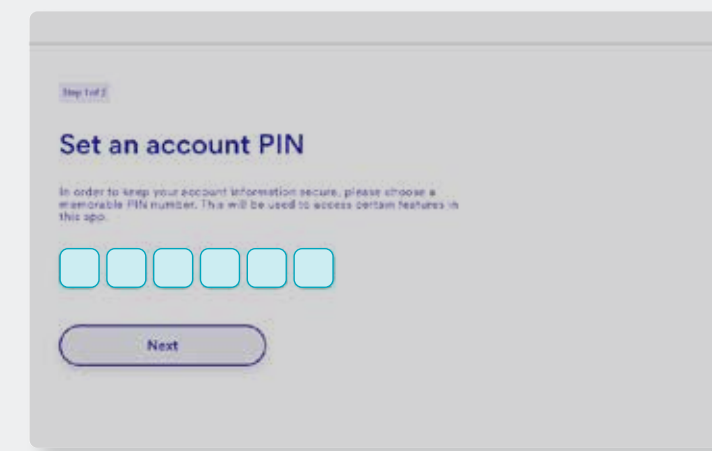 Step 1 of 2
Set an account PIN
In order to keep your account information secure, please choose a
memorable PIN number. This will be used to access certain features in
this app.
Next